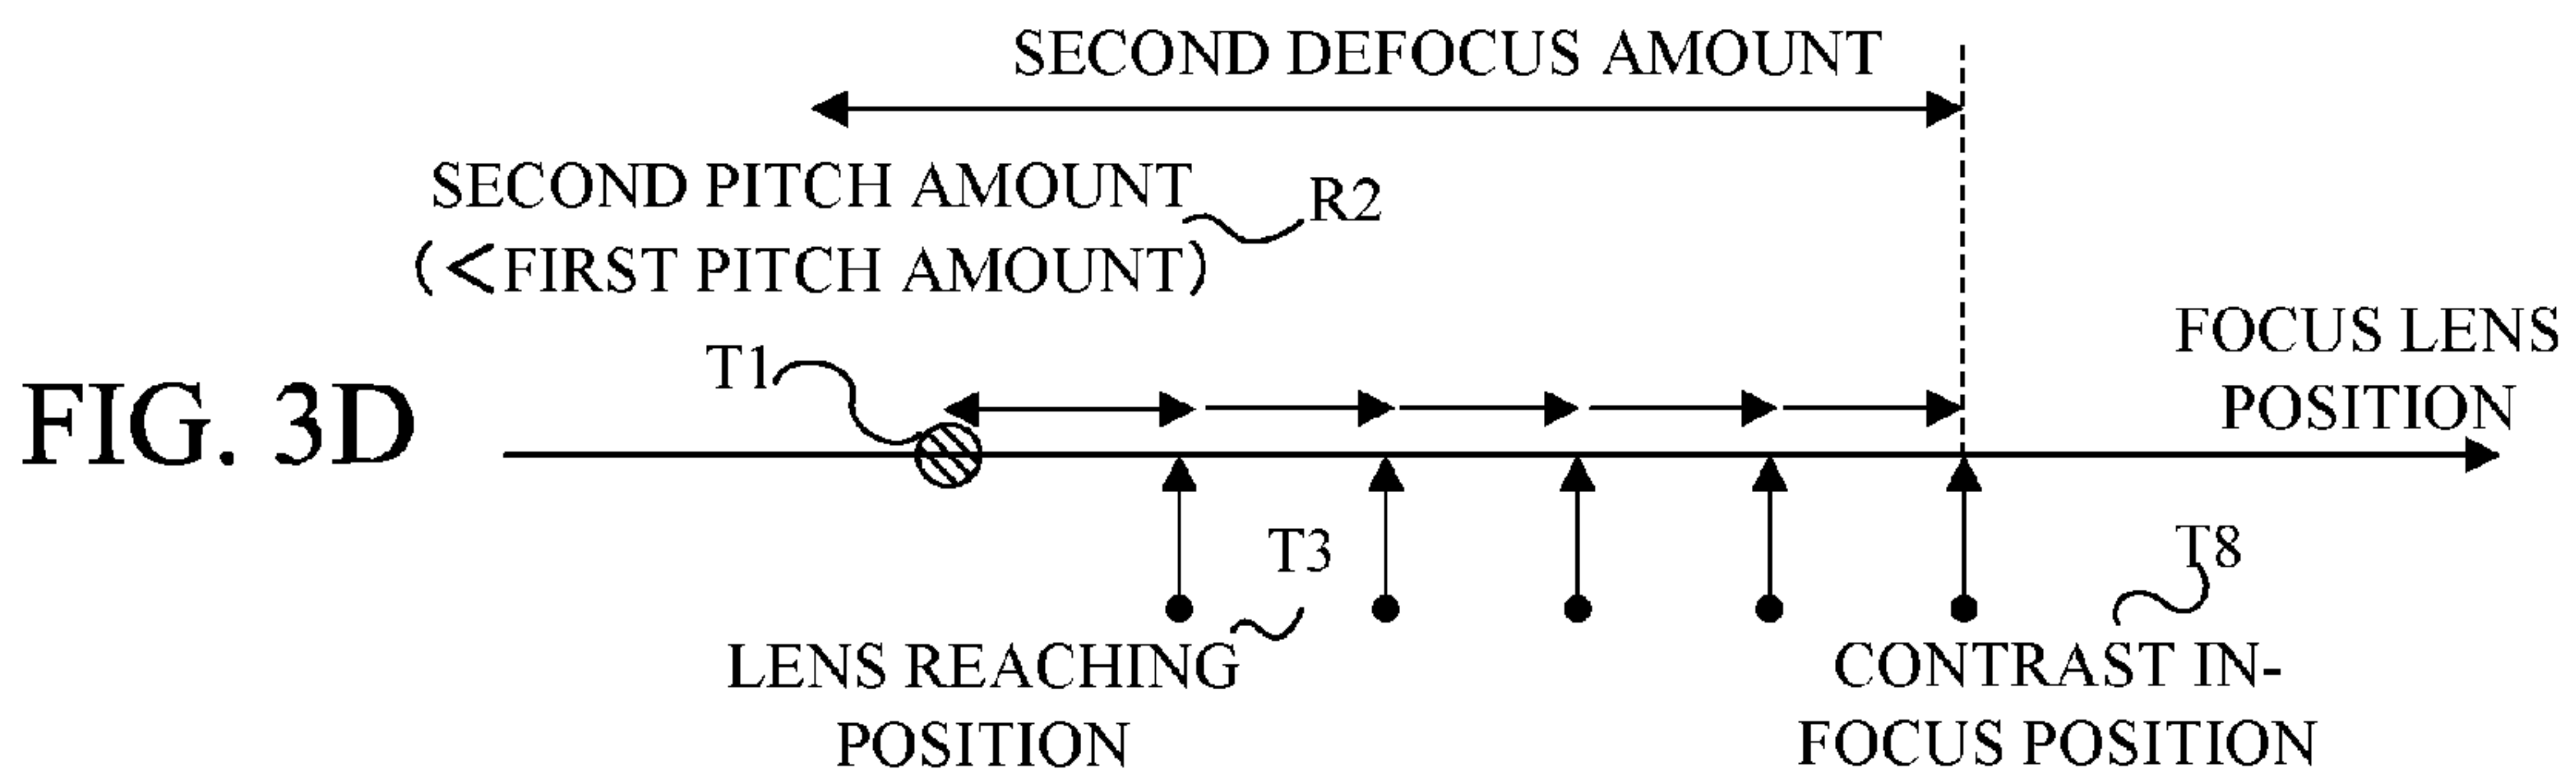 SECOND DEFOCUS AMOUNT
SECOND PITCH AMOUNT
R2
(<FIRST PITCH AMOUNT)
FOCUS LENS
POSITION
T1
FIG. 3D
T3
T8
LENS REACHING
POSITION
CONTRAST IN-
FOCUS POSITION